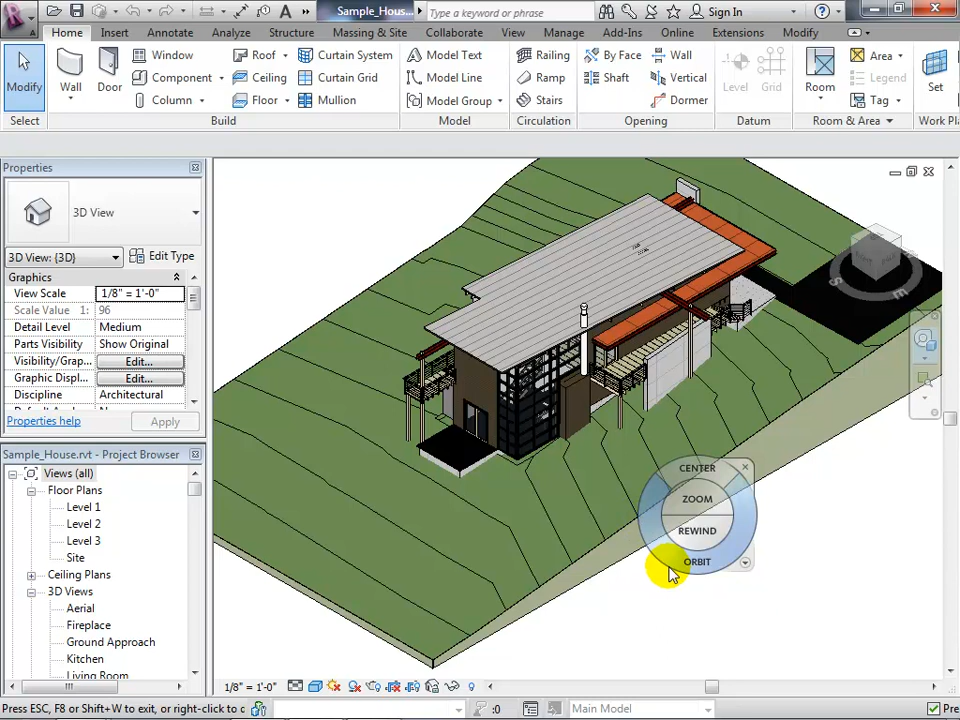 Sample_Hous... Type a keyword or phrase Sign In
Home Insert Annotate Analyze Structure Massing & Site Collaborate View Manage Add-Ins Online Extensions Modify
Modify Wall Door Window Component Column Roof Ceiling Floor Curtain System Curtain Grid Mullion
Model Text Model Line Model Group Railing Ramp Stairs By Face Shaft Wall Vertical Dormer
Level Grid Room Area Legend Tag Set
Select Build Model Circulation Opening Datum Room & Area Work Pl
Properties
3D View
3D View: {3D} Edit Type
Graphics
View Scale 1/8" = 1'-0"
Scale Value 1: 96
Detail Level Medium
Parts Visibility Show Original
Visibility/Grap... Edit...
Graphic Displ... Edit...
Discipline Architectural
Properties help Apply
Sample_House.rvt - Project Browser
Views (all)
Floor Plans
Level 1
Level 2
Level 3
Site
Ceiling Plans
3D Views
Aerial
Fireplace
Ground Approach
Kitchen
Living Room
S E
CENTER
ZOOM
REWIND
ORBIT
1/8" = 1'-0"
Press ESC, F8 or Shift+W to exit, or right-click to c :0 Main Model Pre